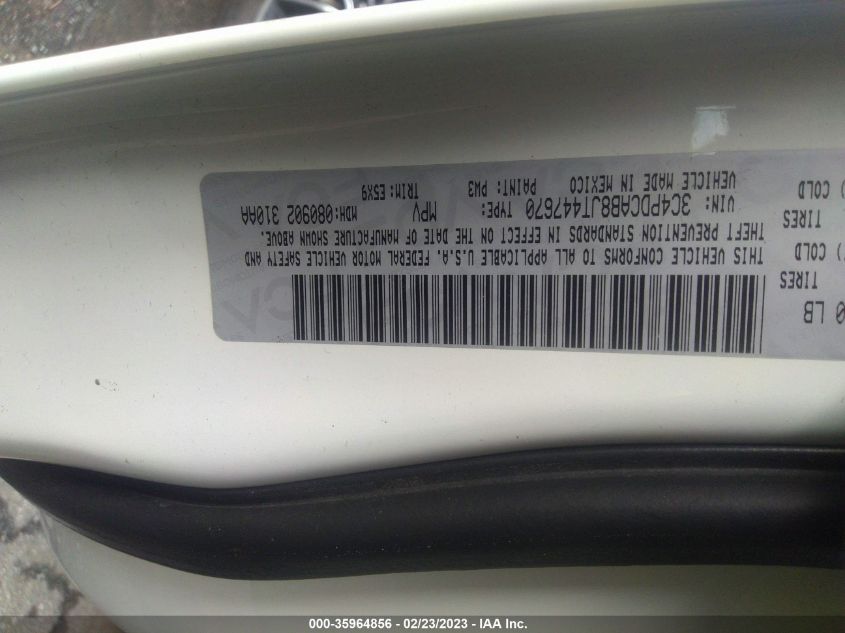 0 LB
TIRES
) COLD
TIRES
) COLD
THIS VEHICLE CONFORMS TO ALL APPLICABLE U.S.A. FEDERAL MOTOR VEHICLE SAFETY AND
THEFT PREVENTION STANDARDS IN EFFECT ON THE DATE OF MANUFACTURE SHOWN ABOVE.
VIN: 3C4PDCAB8JT447670 TYPE: MPV MDH:080902 310AA
VEHICLE MADE IN MEXICO PAINT: PW3 TRIM: E5X9
000-35964856 - 02/23/2023 - IAA Inc.